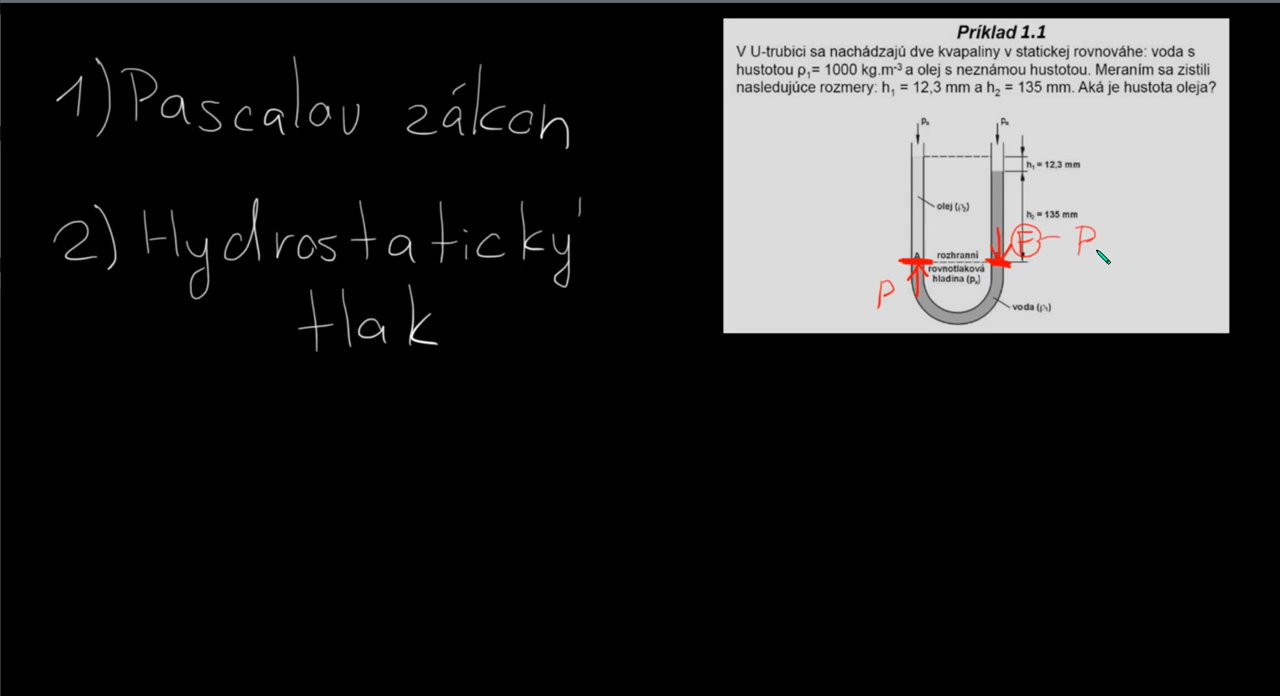 1) Pascalov zákon
2) Hydrostatický
tlak
Príklad 1.1
V U-trubici sa nachádzajú dve kvapaliny v statickej rovnováhe: voda s
hustotou ρ₁= 1000 kg.m⁻³ a olej s neznámou hustotou. Meraním sa zistili
nasledujúce rozmery: h₁ = 12,3 mm a h₂ = 135 mm. Aká je hustota oleja?
pₐ pₐ
h₁ = 12,3 mm
olej (ρ₂)
h₂ = 135 mm
F P
A rozhranní
rovnotlaková
hladina (pₐ)
P
voda (ρ₁)